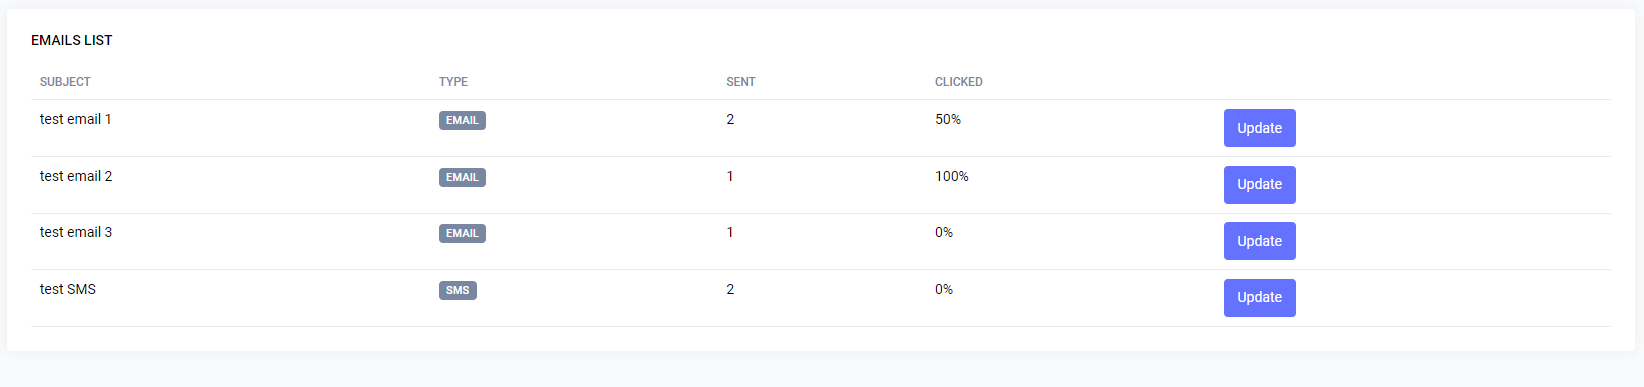 EMAILS LIST
SUBJECT TYPE SENT CLICKED
test email 1 EMAIL 2 50% Update
test email 2 EMAIL 1 100% Update
test email 3 EMAIL 1 0% Update
test SMS SMS 2 0% Update